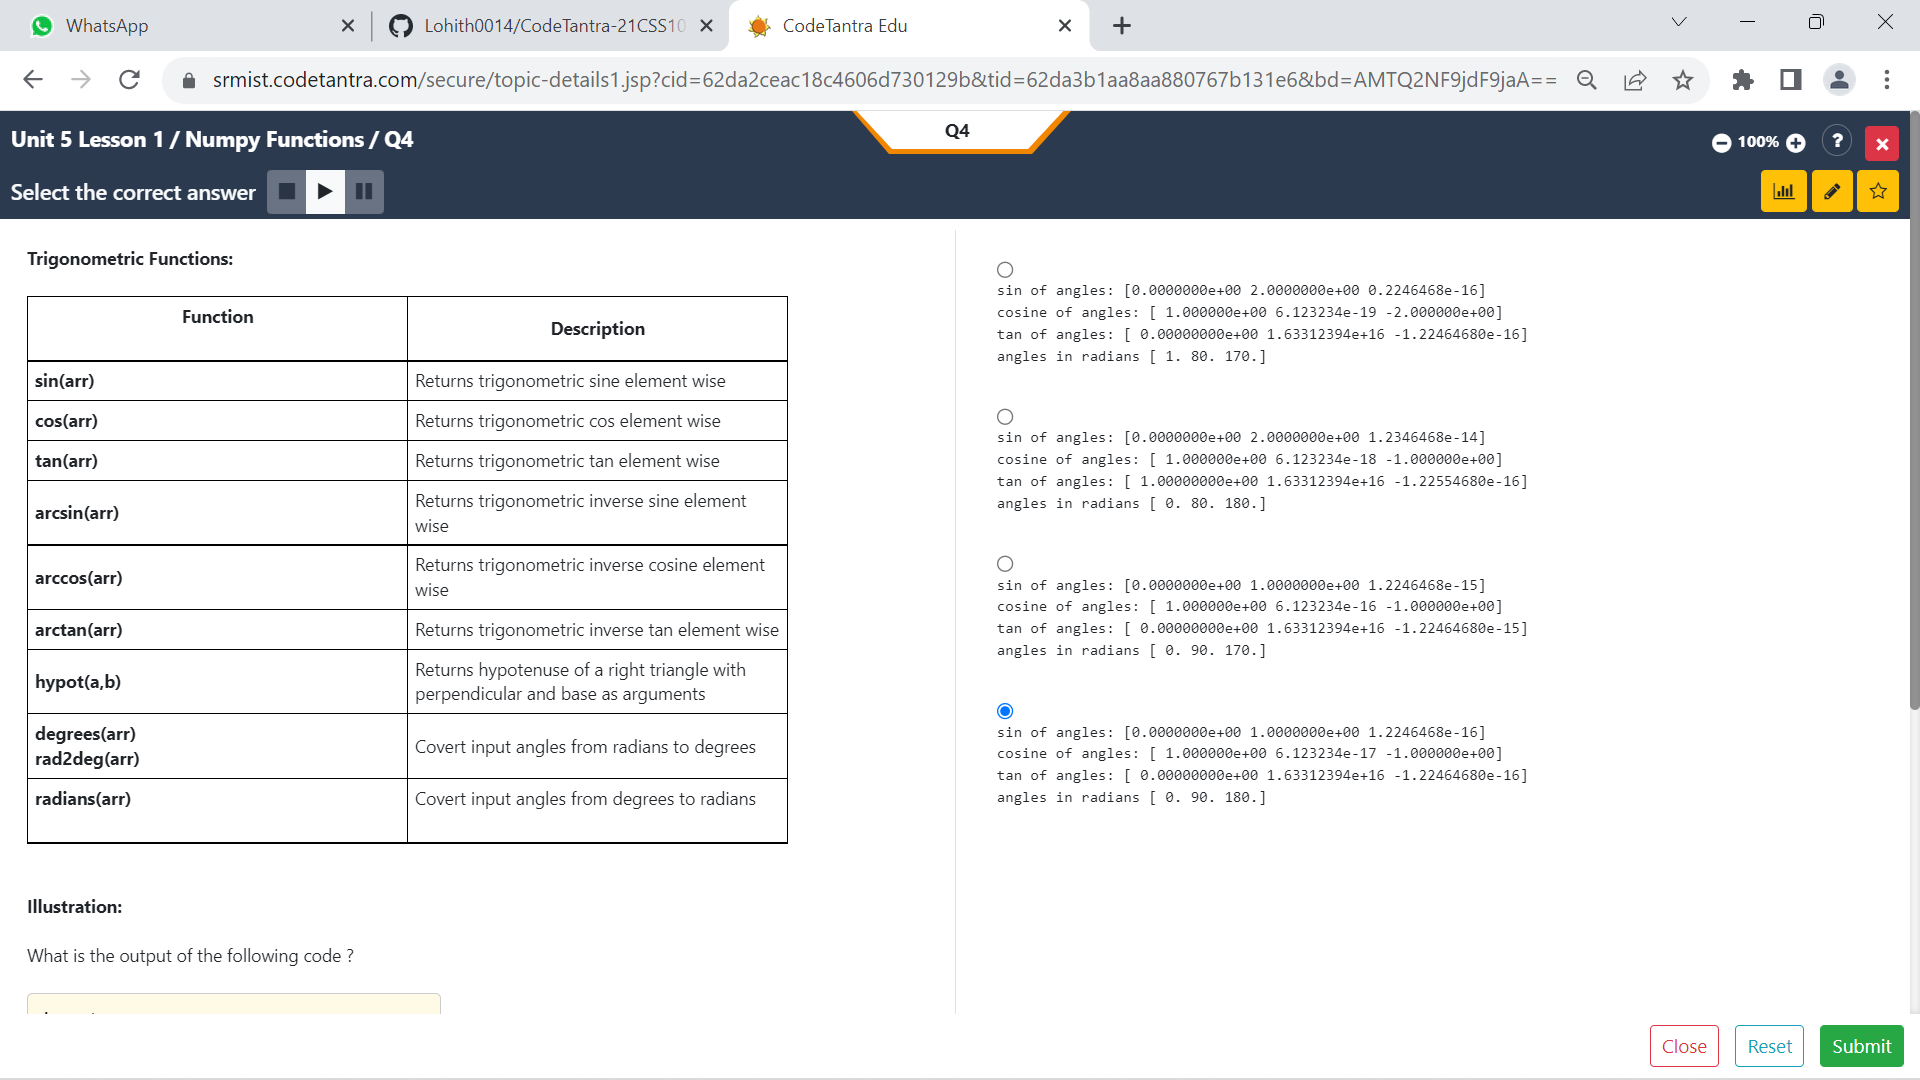 WhatsApp
Lohith0014/CodeTantra-21CSS10
CodeTantra Edu
srmist.codetantra.com/secure/topic-details1.jsp?cid=62da2ceac18c4606d730129b&tid=62da3b1aa8aa880767b131e6&bd=AMTQ2NF9jdF9jaA==
Unit 5 Lesson 1 / Numpy Functions / Q4
Q4
100%
?
Select the correct answer
Trigonometric Functions:
Function
Description
sin(arr)
Returns trigonometric sine element wise
cos(arr)
Returns trigonometric cos element wise
tan(arr)
Returns trigonometric tan element wise
arcsin(arr)
Returns trigonometric inverse sine element
wise
arccos(arr)
Returns trigonometric inverse cosine element
wise
arctan(arr)
Returns trigonometric inverse tan element wise
hypot(a,b)
Returns hypotenuse of a right triangle with
perpendicular and base as arguments
degrees(arr)
rad2deg(arr)
Covert input angles from radians to degrees
radians(arr)
Covert input angles from degrees to radians
Illustration:
What is the output of the following code ?
sin of angles: [0.0000000e+00 2.0000000e+00 0.2246468e-16]
cosine of angles: [ 1.000000e+00 6.123234e-19 -2.000000e+00]
tan of angles: [ 0.00000000e+00 1.63312394e+16 -1.22464680e-16]
angles in radians [ 1. 80. 170.]
sin of angles: [0.0000000e+00 2.0000000e+00 1.2346468e-14]
cosine of angles: [ 1.000000e+00 6.123234e-18 -1.000000e+00]
tan of angles: [ 1.00000000e+00 1.63312394e+16 -1.22554680e-16]
angles in radians [ 0. 80. 180.]
sin of angles: [0.0000000e+00 1.0000000e+00 1.2246468e-15]
cosine of angles: [ 1.000000e+00 6.123234e-16 -1.000000e+00]
tan of angles: [ 0.00000000e+00 1.63312394e+16 -1.22464680e-15]
angles in radians [ 0. 90. 170.]
sin of angles: [0.0000000e+00 1.0000000e+00 1.2246468e-16]
cosine of angles: [ 1.000000e+00 6.123234e-17 -1.000000e+00]
tan of angles: [ 0.00000000e+00 1.63312394e+16 -1.22464680e-16]
angles in radians [ 0. 90. 180.]
Close
Reset
Submit